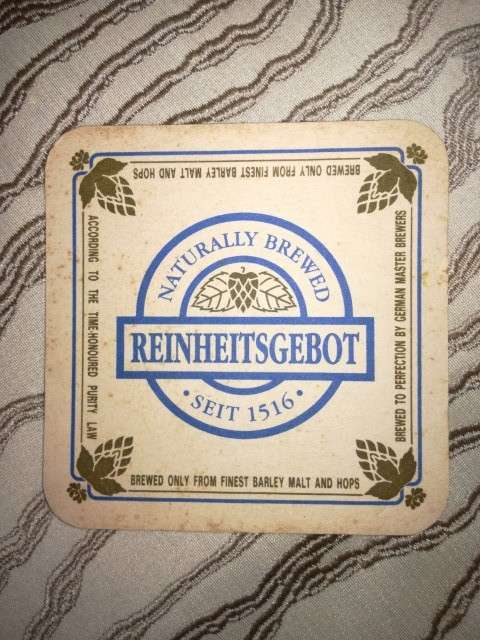 BREWED ONLY FROM FINEST BARLEY MALT AND HOPS
ACCORDING TO THE TIME-HONOURED PURITY LAW
NATURALLY BREWED
REINHEITSGEBOT
• SEIT 1516 •
BREWED TO PERFECTION BY GERMAN MASTER BREWERS
BREWED ONLY FROM FINEST BARLEY MALT AND HOPS